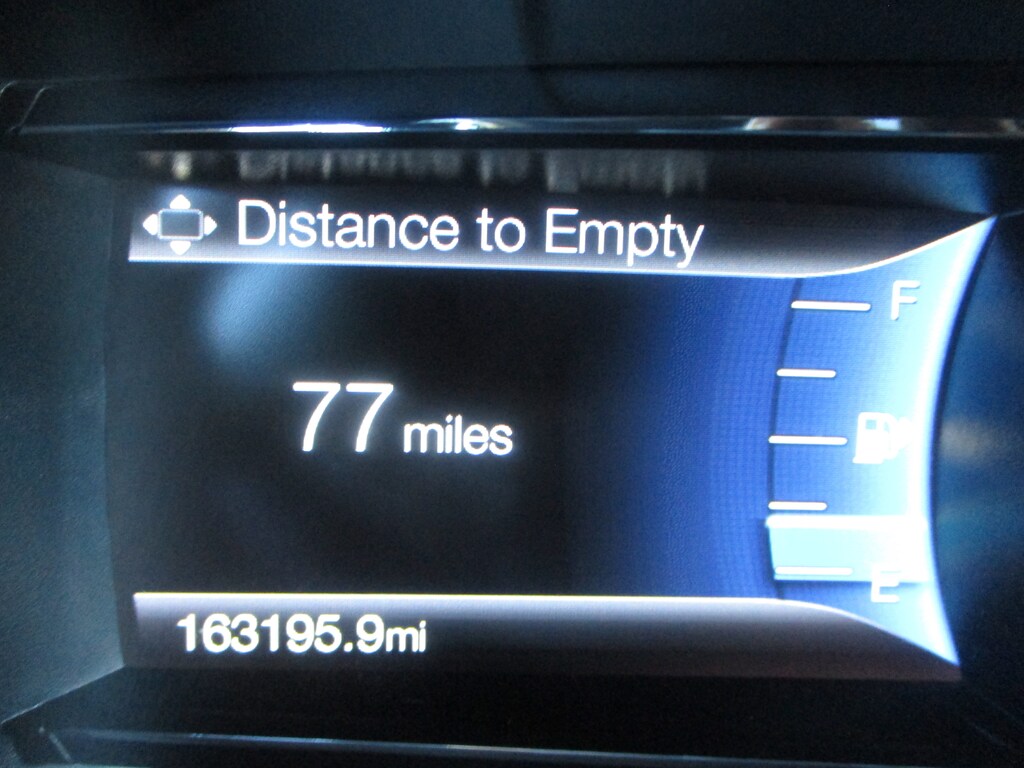 Distance to Empty
F
77 miles
E
163195.9mi